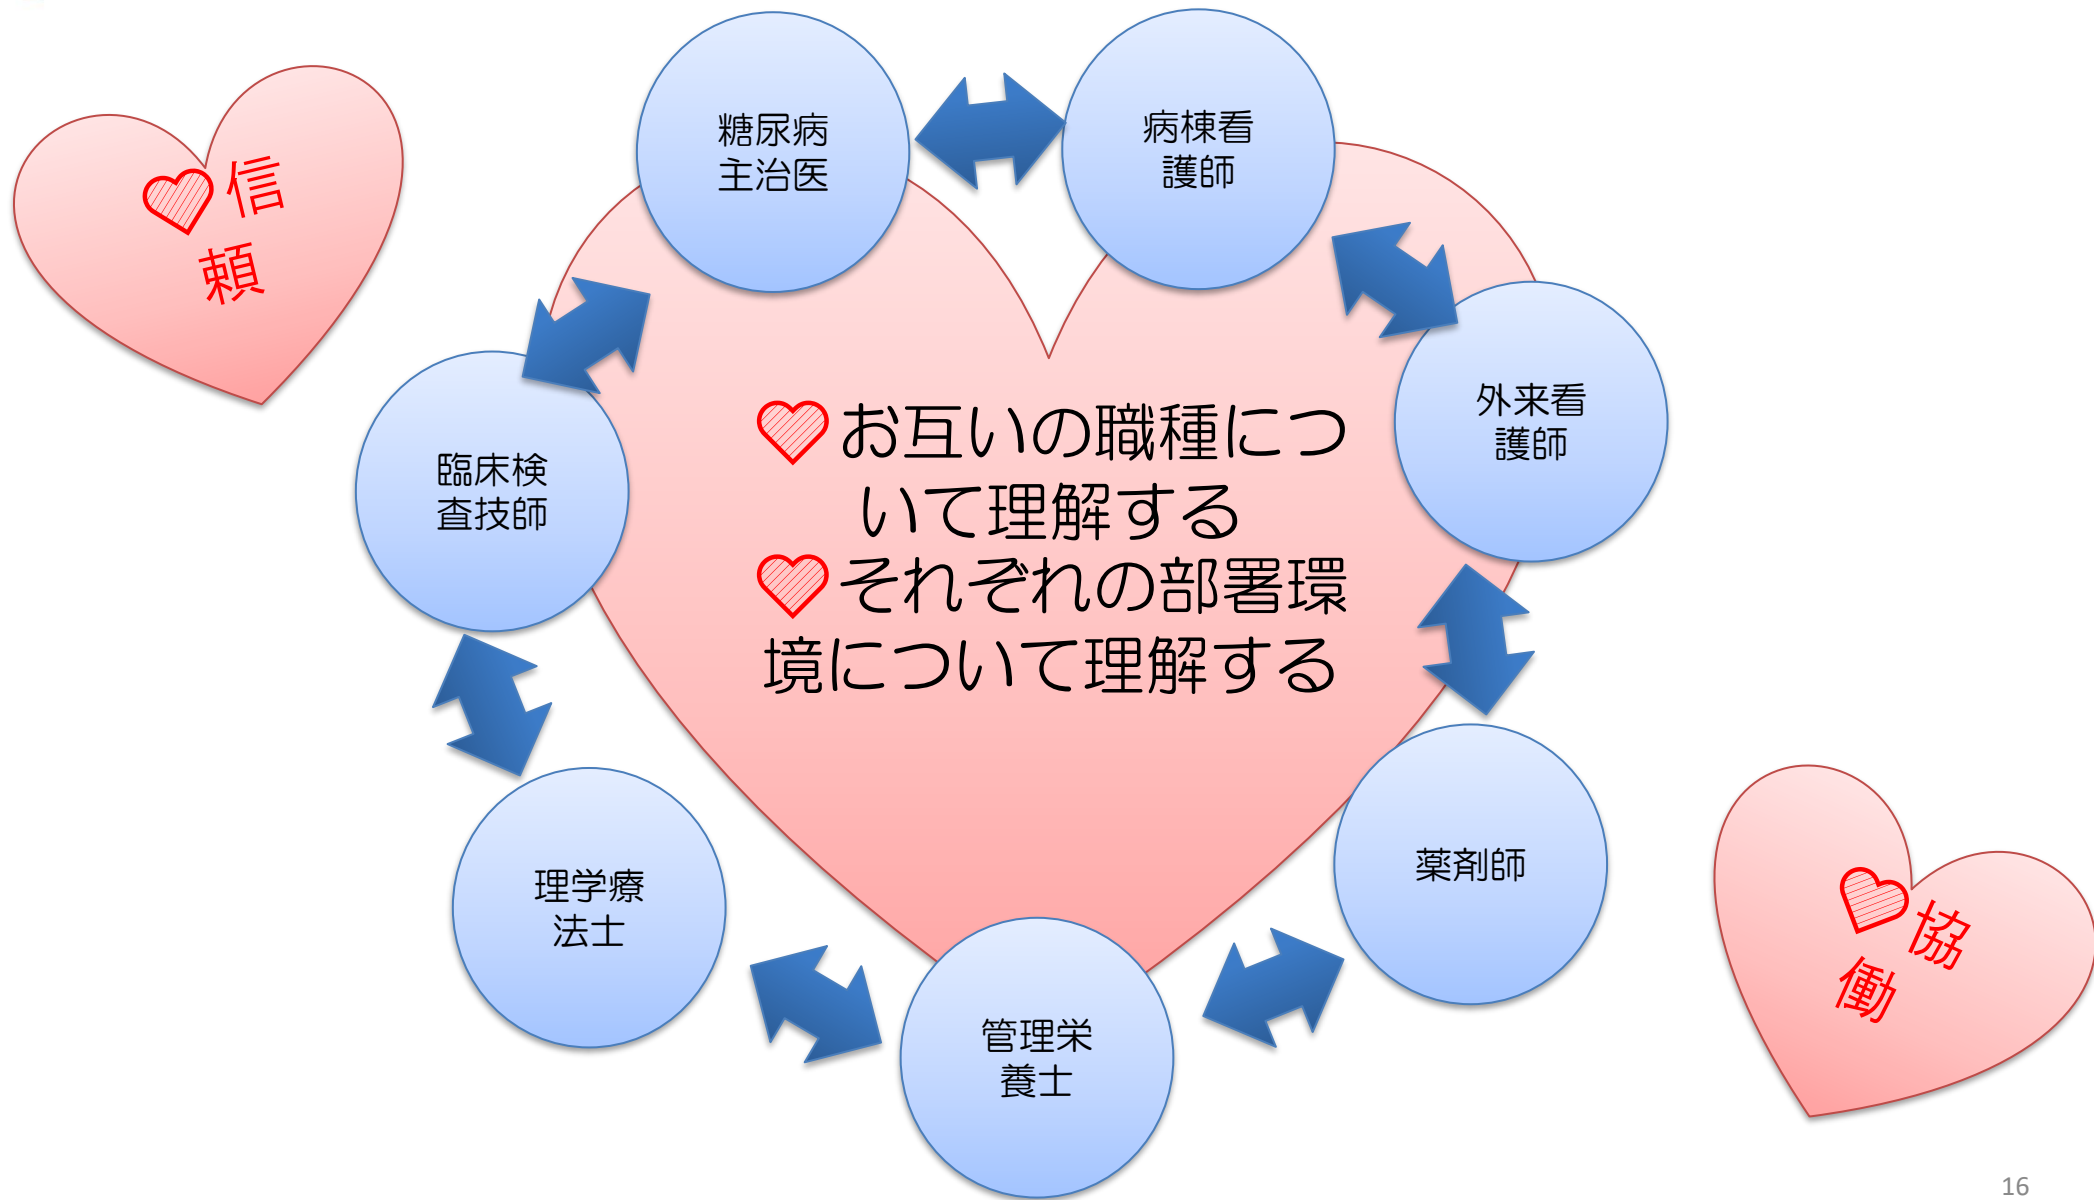 信
頼
糖尿病
主治医
病棟看
護師
外来看
護師
臨床検
査技師
お互いの職種につ
いて理解する
それぞれの部署環
境について理解する
薬剤師
理学療
法士
管理栄
養士
協
働
16